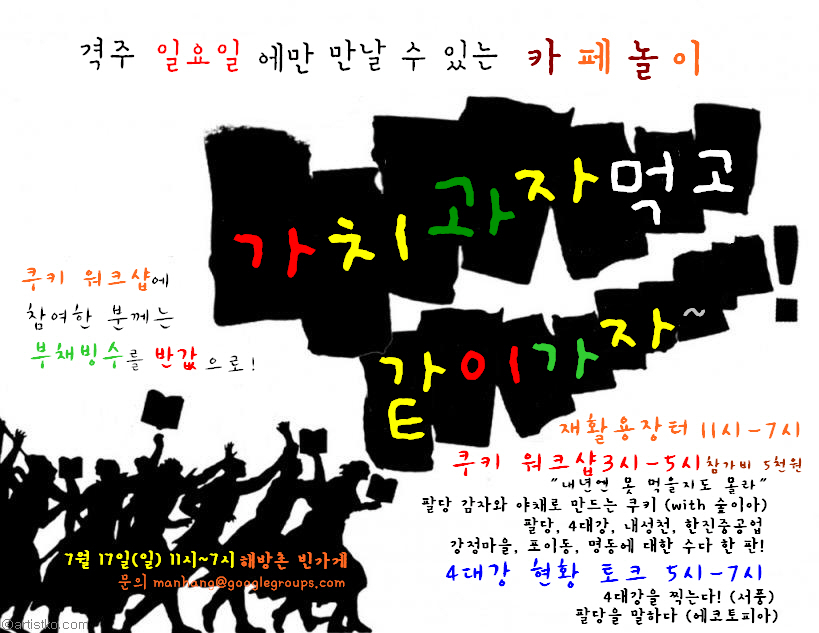 격주 일요일 에만 만날 수 있는 카페놀이
가치과자먹고
같이가자~!
쿠키 워크샵에
참여한 분께는
부채빙수를 반값으로!
재활용장터 11시-7시
쿠키 워크샵3시-5시참가비 5천원
"내년엔 못 먹을지도 몰라"
팔당 감자와 야채로 만드는 쿠키 (with 숲이아)
팔당, 4대강, 내성천, 한진중공업
강정마을, 포이동, 명동에 대한 수다 한 판!
4대강 현황 토크 5시-7시
4대강을 찍는다! (서풍)
팔당을 말하다 (에코토피아)
7월 17일(일) 11시~7시 해방촌 빈가게
문의 manhang@googlegroups.com
©artistko.com